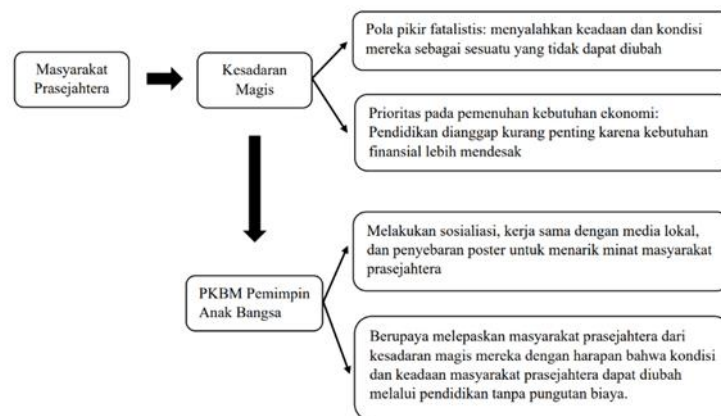 Pola pikir fatalistis: menyalahkan keadaan dan kondisi
mereka sebagai sesuatu yang tidak dapat diubah
Masyarakat
Prasejahtera
Kesadaran
Magis
Prioritas pada pemenuhan kebutuhan ekonomi:
Pendidikan dianggap kurang penting karena kebutuhan
finansial lebih mendesak
Melakukan sosialiasi, kerja sama dengan media lokal,
dan penyebaran poster untuk menarik minat masyarakat
prasejahtera
PKBM Pemimpin
Anak Bangsa
Berupaya melepaskan masyarakat prasejahtera dari
kesadaran magis mereka dengan harapan bahwa kondisi
dan keadaan masyarakat prasejahtera dapat diubah
melalui pendidikan tanpa pungutan biaya.